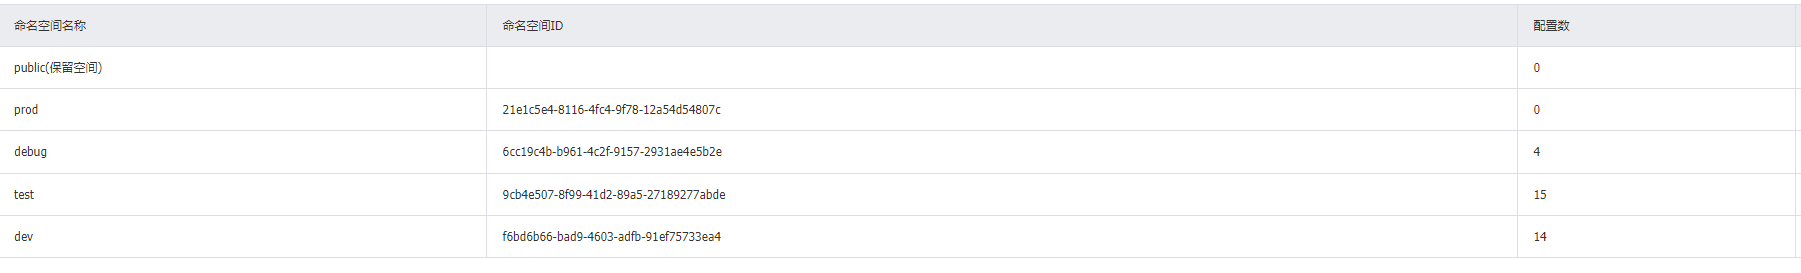 命名空间名称 命名空间ID 配置数
public(保留空间) 0
prod 21e1c5e4-8116-4fc4-9f78-12a54d54807c 0
debug 6cc19c4b-b961-4c2f-9157-2931ae4e5b2e 4
test 9cb4e507-8f99-41d2-89a5-27189277abde 15
dev f6bd6b66-bad9-4603-adfb-91ef75733ea4 14